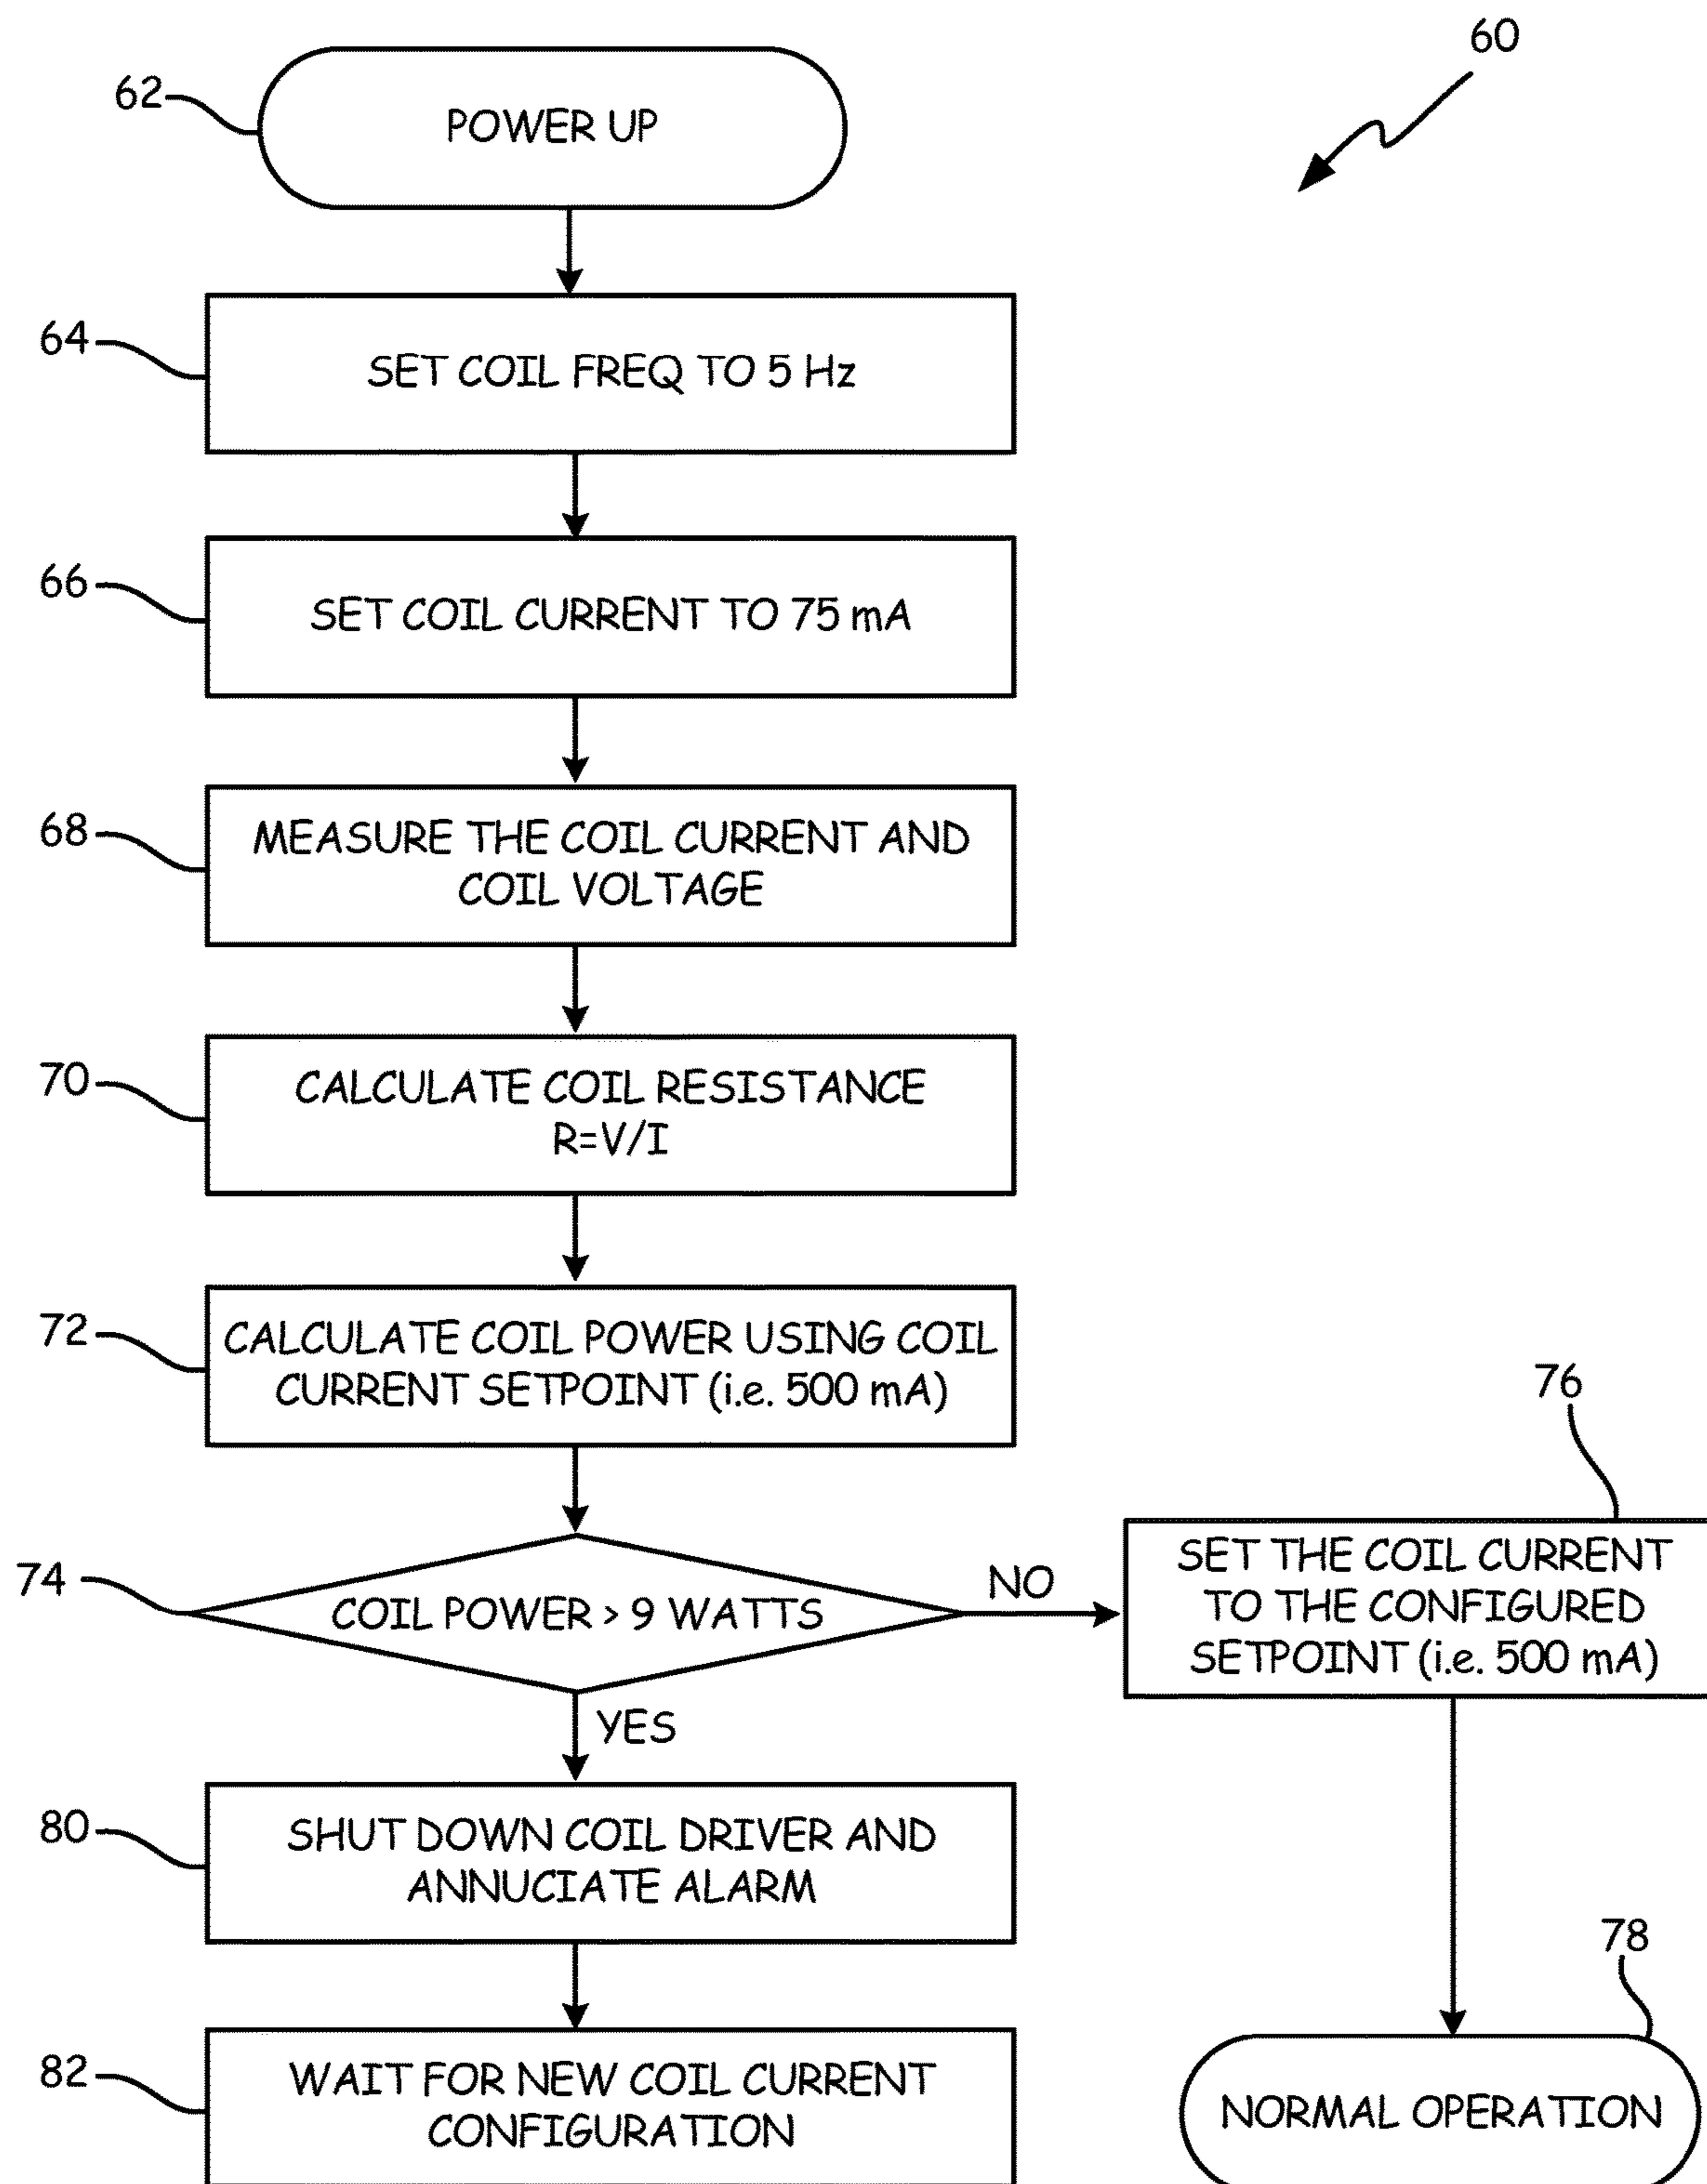 60
62
POWER UP
64
SET COIL FREQ TO 5 Hz
66
SET COIL CURRENT TO 75 mA
68
MEASURE THE COIL CURRENT AND
COIL VOLTAGE
70
CALCULATE COIL RESISTANCE
R=V/I
72
CALCULATE COIL POWER USING COIL
CURRENT SETPOINT (i.e. 500 mA)
74
COIL POWER > 9 WATTS
NO
76
SET THE COIL CURRENT
TO THE CONFIGURED
SETPOINT (i.e. 500 mA)
YES
80
SHUT DOWN COIL DRIVER AND
ANNUCIATE ALARM
78
NORMAL OPERATION
82
WAIT FOR NEW COIL CURRENT
CONFIGURATION